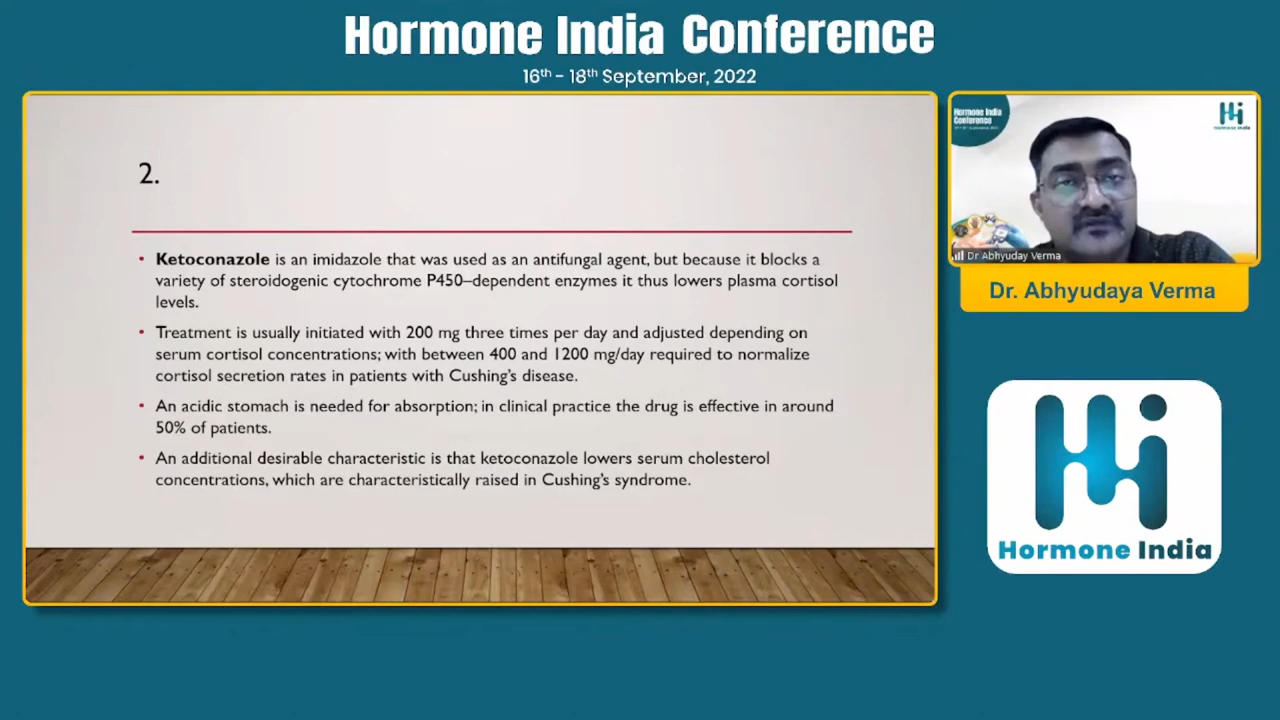 Hormone India Conference
16th - 18th September, 2022
2.
• Ketoconazole is an imidazole that was used as an antifungal agent, but because it blocks a
variety of steroidogenic cytochrome P450–dependent enzymes it thus lowers plasma cortisol
levels.
• Treatment is usually initiated with 200 mg three times per day and adjusted depending on
serum cortisol concentrations; with between 400 and 1200 mg/day required to normalize
cortisol secretion rates in patients with Cushing’s disease.
• An acidic stomach is needed for absorption; in clinical practice the drug is effective in around
50% of patients.
• An additional desirable characteristic is that ketoconazole lowers serum cholesterol
concentrations, which are characteristically raised in Cushing’s syndrome.
Hormone India
Conference
Hormone India
Dr Abhyuday Verma
Dr. Abhyudaya Verma
Hormone India